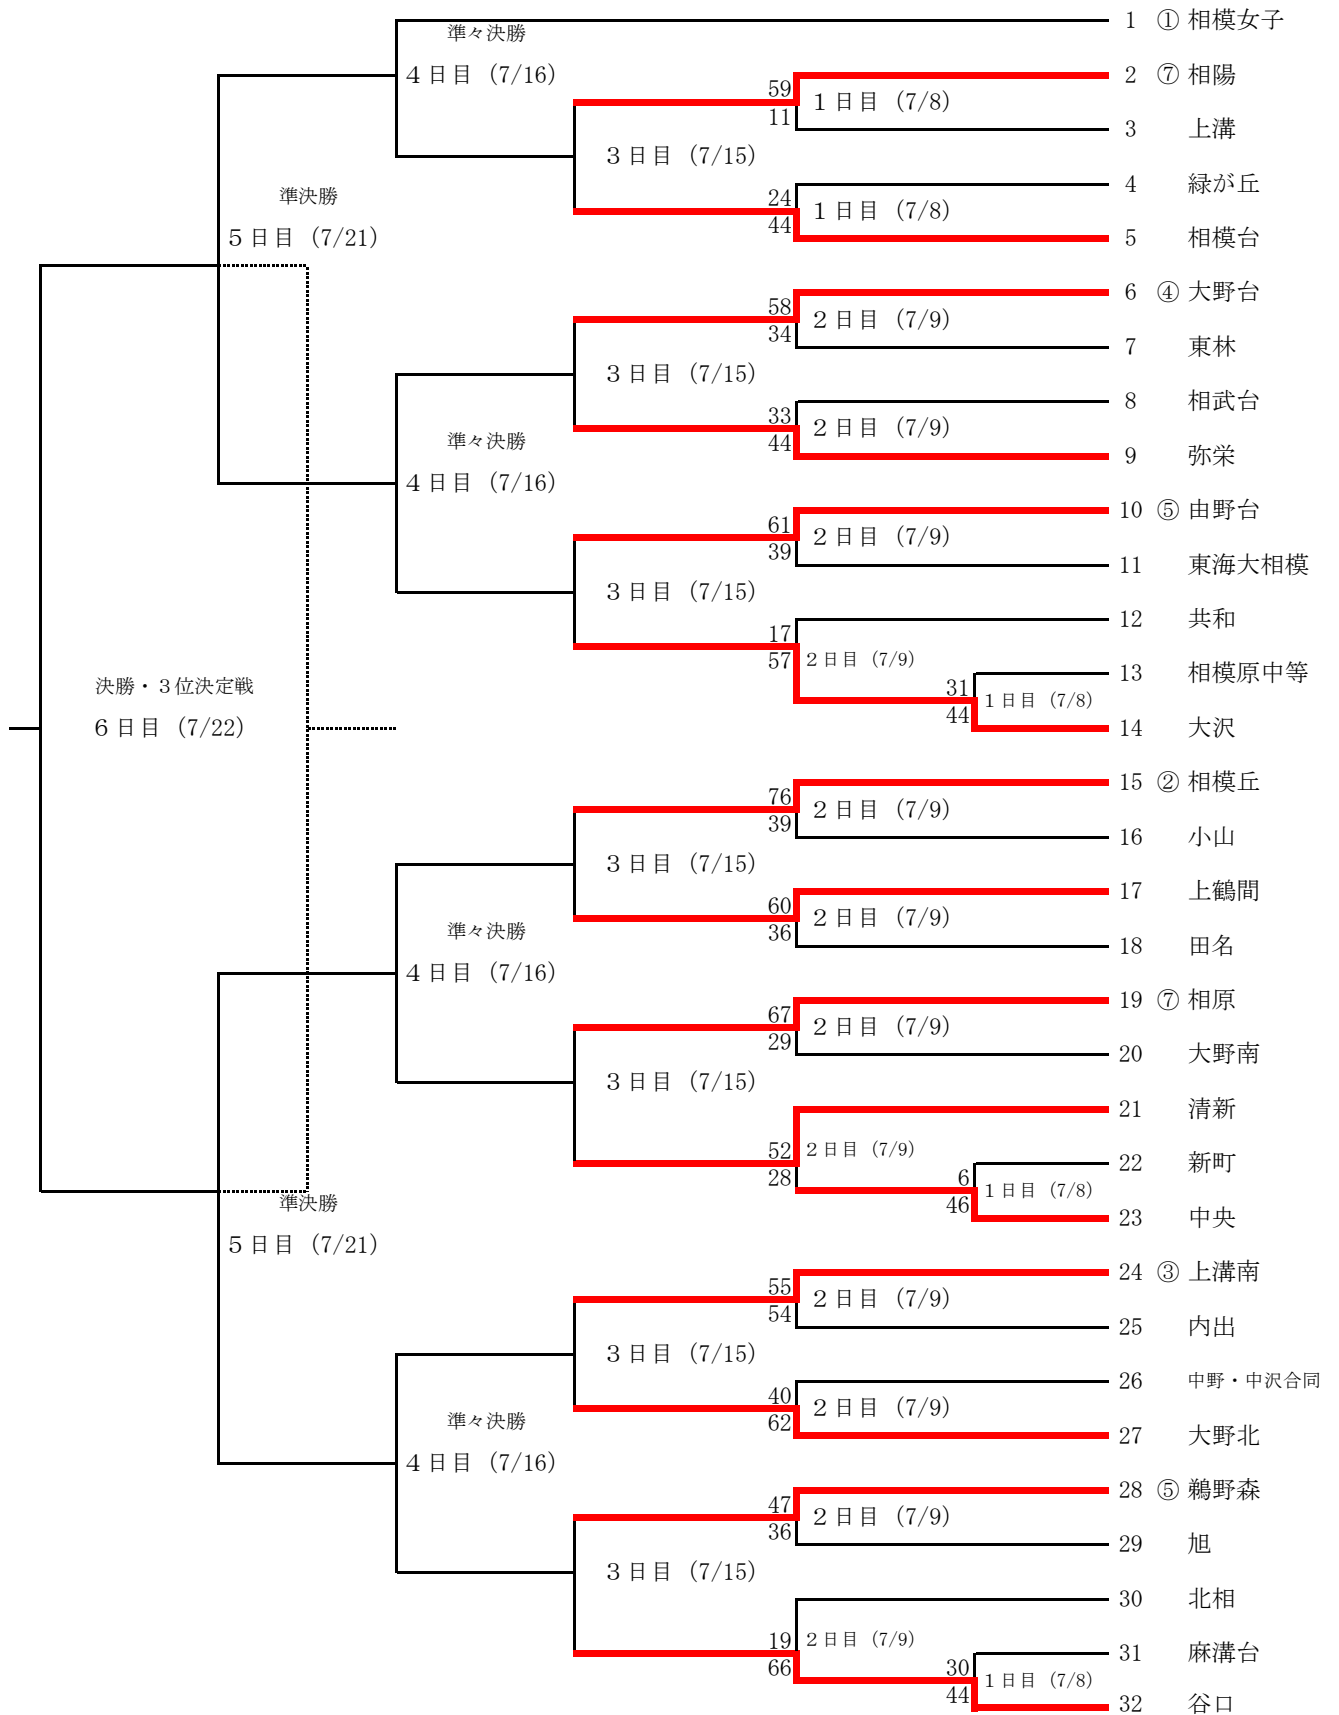 1 ① 相模女子
準々決勝
4日目 (7/16)
2 ⑦ 相陽
59
1日目 (7/8)
11
3 上溝
3日目 (7/15)
4 緑が丘
準決勝
24
1日目 (7/8)
44
5日目 (7/21)
5 相模台
6 ④ 大野台
58
2日目 (7/9)
34
7 東林
3日目 (7/15)
8 相武台
33
2日目 (7/9)
準々決勝
44
9 弥栄
4日目 (7/16)
10 ⑤ 由野台
61
2日目 (7/9)
39
11 東海大相模
3日目 (7/15)
12 共和
17
2日目 (7/9)
57
13 相模原中等
決勝・3位決定戦
31
1日目 (7/8)
44
6日目 (7/22)
14 大沢
15 ② 相模丘
76
2日目 (7/9)
39
16 小山
3日目 (7/15)
17 上鶴間
60
2日目 (7/9)
準々決勝
36
18 田名
4日目 (7/16)
19 ⑦ 相原
67
2日目 (7/9)
29
20 大野南
3日目 (7/15)
21 清新
52
2日目 (7/9)
28
22 新町
6
1日目 (7/8)
準決勝
46
23 中央
5日目 (7/21)
24 ③ 上溝南
55
2日目 (7/9)
54
25 内出
3日目 (7/15)
26 中野・中沢合同
40
2日目 (7/9)
準々決勝
62
27 大野北
4日目 (7/16)
28 ⑤ 鵜野森
47
2日目 (7/9)
36
29 旭
3日目 (7/15)
30 北相
19
2日目 (7/9)
66
31 麻溝台
30
1日目 (7/8)
44
32 谷口